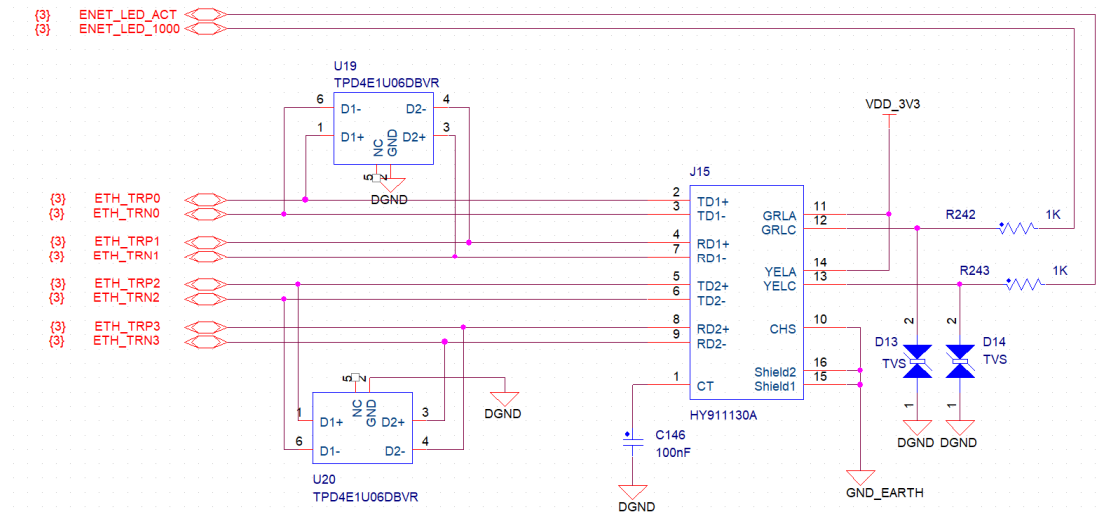 {3} ENET_LED_ACT
{3} ENET_LED_1000
U19
TPD4E1U06DBVR
6 D1- D2- 4
1 D1+ D2+ 3
NC GND
5 2
DGND
VDD_3V3
J15
{3} ETH_TRP0 2 TD1+
{3} ETH_TRN0 3 TD1-
GRLA 11
GRLC 12
R242 1K
{3} ETH_TRP1 4 RD1+
{3} ETH_TRN1 7 RD1-
YELA 14
YELC 13
R243 1K
{3} ETH_TRP2 5 TD2+
{3} ETH_TRN2 6 TD2-
{3} ETH_TRP3 8 RD2+
{3} ETH_TRN3 9 RD2-
CHS 10
Shield2 16
Shield1 15
1 CT
HY911130A
2 2
D13 D14
TVS TVS
1 1
DGND DGND
5 2
NC GND
DGND
1 D1+ D2+ 3
6 D1- D2- 4
U20
TPD4E1U06DBVR
C146
100nF
DGND
GND_EARTH